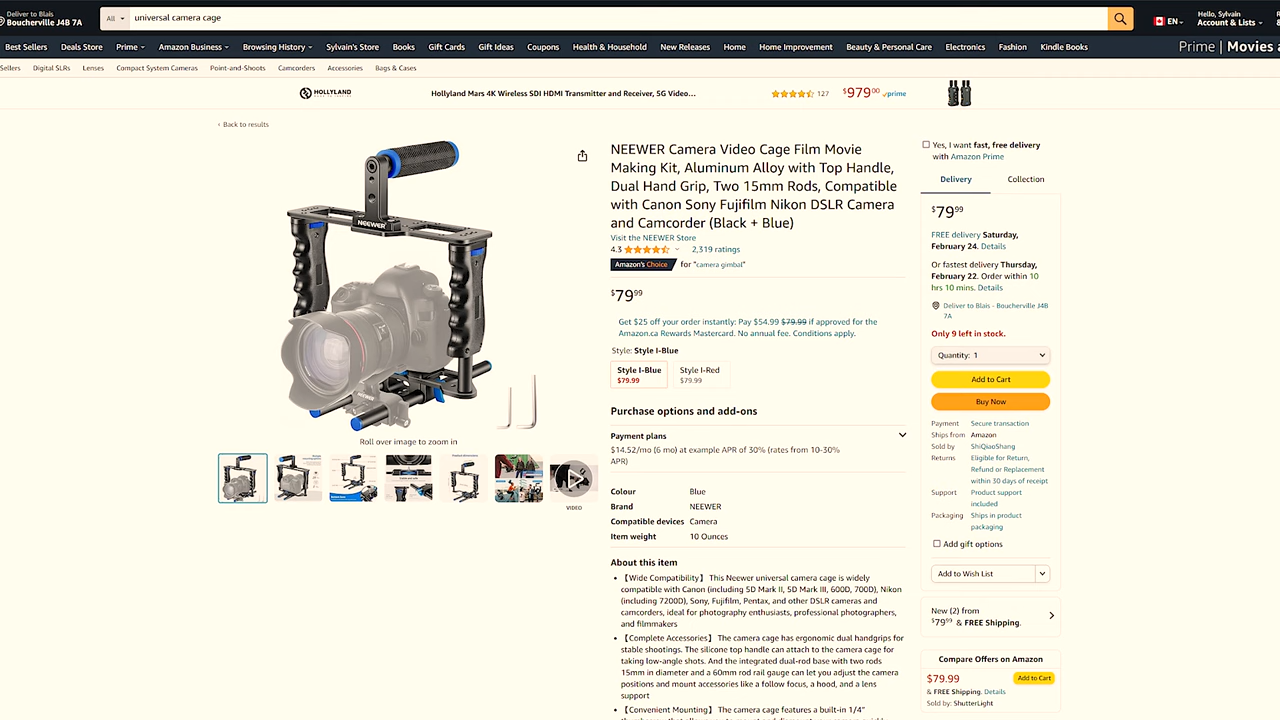 Deliver to Blais
Boucherville J4B 7A
All
universal camera cage
EN
Hello, Sylvain
Account & Lists
Best Sellers Deals Store Prime Amazon Business Browsing History Sylvain's Store Books Gift Cards Gift Ideas Coupons Health & Household New Releases Home Home Improvement Beauty & Personal Care Electronics Fashion Kindle Books
Prime | Movies a
Sellers Digital SLRs Lenses Compact System Cameras Point-and-Shoots Camcorders Accessories Bags & Cases
HOLLYLAND
Hollyland Mars 4K Wireless SDI HDMI Transmitter and Receiver, 5G Video...
127
$97900 prime
‹ Back to results
NEEWER
NEEWER
Roll over image to zoom in
VIDEO
NEEWER Camera Video Cage Film Movie
Making Kit, Aluminum Alloy with Top Handle,
Dual Hand Grip, Two 15mm Rods, Compatible
with Canon Sony Fujifilm Nikon DSLR Camera
and Camcorder (Black + Blue)
Visit the NEEWER Store
4.3 2,319 ratings
Amazon's Choice for "camera gimbal"
$7999
Get $25 off your order instantly: Pay $54.99 $79.99 if approved for the
Amazon.ca Rewards Mastercard. No annual fee. Conditions apply.
Style: Style I-Blue
Style I-Blue
$79.99
Style I-Red
$79.99
Purchase options and add-ons
Payment plans
$14.52/mo (6 mo) at example APR of 30% (rates from 10-30%
APR)
Colour Blue
Brand NEEWER
Compatible devices Camera
Item weight 10 Ounces
About this item
• 【Wide Compatibility】 This Neewer universal camera cage is widely
compatible with Canon (including 5D Mark II, 5D Mark III, 600D, 700D), Nikon
(including 7200D), Sony, Fujifilm, Pentax, and other DSLR cameras and
camcorders, ideal for photography enthusiasts, professional photographers,
and filmmakers
• 【Complete Accessories】 The camera cage has ergonomic dual handgrips for
stable shootings. The silicone top handle can attach to the camera cage for
taking low-angle shots. And the integrated dual-rod base with two rods
15mm in diameter and a 60mm rod rail gauge can let you adjust the camera
positions and mount accessories like a follow focus, a hood, and a lens
support
• 【Convenient Mounting】 The camera cage features a built-in 1/4"
Yes, I want fast, free delivery
with Amazon Prime
Delivery Collection
$7999
FREE delivery Saturday,
February 24. Details
Or fastest delivery Thursday,
February 22. Order within 10
hrs 10 mins. Details
Deliver to Blais - Boucherville J4B
7A
Only 9 left in stock.
Quantity: 1
Add to Cart
Buy Now
Payment Secure transaction
Ships from Amazon
Sold by ShiQiaoShang
Returns Eligible for Return,
Refund or Replacement
within 30 days of receipt
Support Product support
included
Packaging Ships in product
packaging
Add gift options
Add to Wish List
New (2) from
$7999 & FREE Shipping.
Compare Offers on Amazon
$79.99
Add to Cart
& FREE Shipping. Details
Sold by: ShutterLight